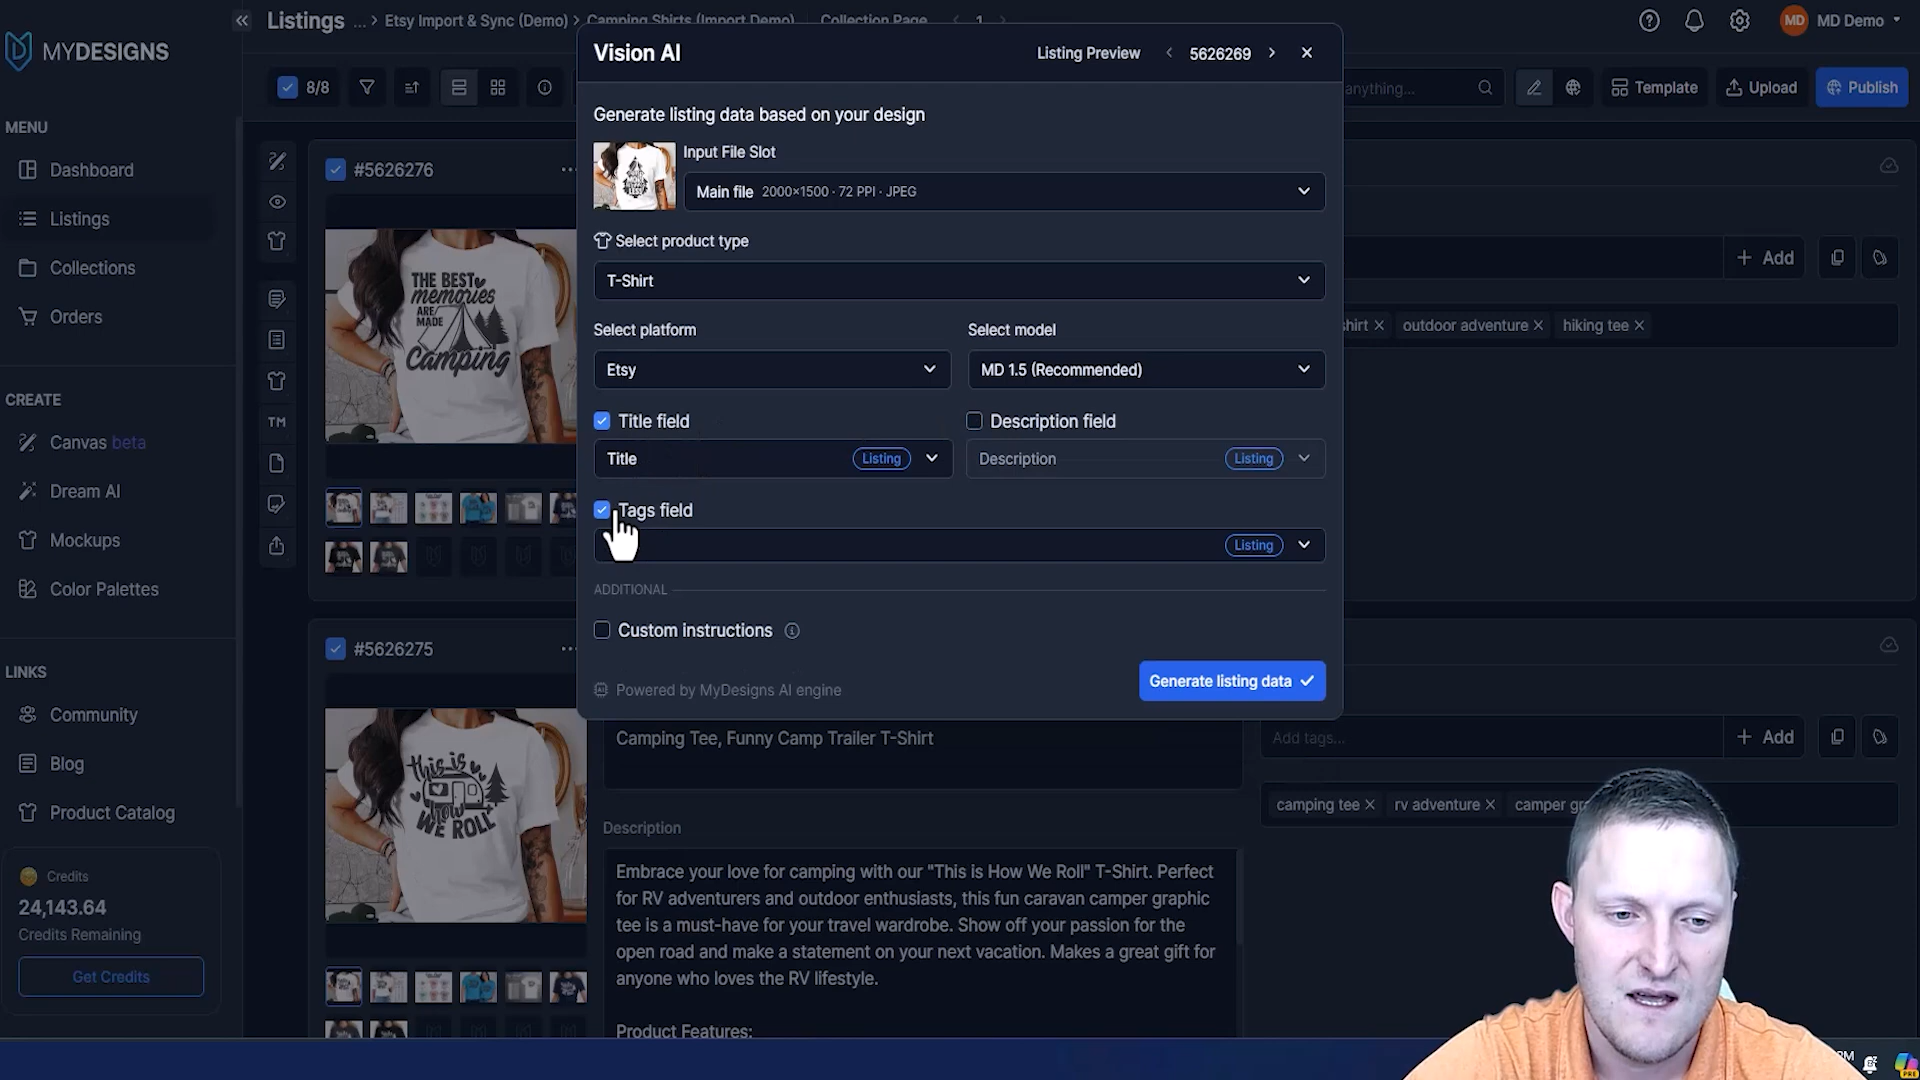 Listings ... > Etsy Import & Sync (Demo) > Camping Shirts (Import Demo) Collection Page < 1 >
MD MD Demo
MYDESIGNS
8/8
anything...
Template
Upload
Publish
MENU
Dashboard
Listings
Collections
Orders
CREATE
Canvas beta
Dream AI
Mockups
Color Palettes
LINKS
Community
Blog
Product Catalog
Credits
24,143.64
Credits Remaining
Get Credits
#5626276
THE BEST
memories
ARE
MADE
Camping
TM
#5626275
this is
how
WE ROLL
Vision AI
Listing Preview < 5626269 >
Generate listing data based on your design
Input File Slot
Main file 2000×1500 · 72 PPI · JPEG
Select product type
T-Shirt
Select platform
Select model
Etsy
MD 1.5 (Recommended)
Title field
Description field
Title Listing
Description Listing
Tags field
Listing
ADDITIONAL
Custom instructions
Powered by MyDesigns AI engine
Generate listing data
Add
outdoor adventure
hiking tee
Camping Tee, Funny Camp Trailer T-Shirt
Add tags...
Add
camping tee
rv adventure
camper
Description
Embrace your love for camping with our "This is How We Roll" T-Shirt. Perfect
for RV adventurers and outdoor enthusiasts, this fun caravan camper graphic
tee is a must-have for your travel wardrobe. Show off your passion for the
open road and make a statement on your next vacation. Makes a great gift for
anyone who loves the RV lifestyle.
Product Features:
PRE